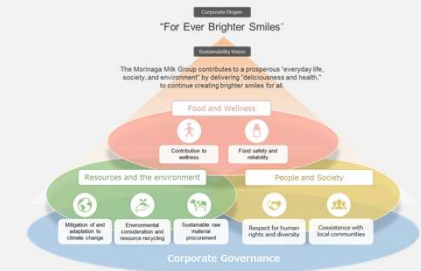 Corporate Slogan
"For Ever Brighter Smiles"
Sustainability Vision
The Morinaga Milk Group contributes to a prosperous "everyday life,
society, and environment" by delivering "deliciousness and health,"
to continue creating brighter smiles for all.
Food and Wellness
Contribution to
wellness
Food safety and
reliability
Resources and the environment
Mitigation of and
adaptation to
climate change
Environmental
consideration and
resource recycling
Sustainable raw
material
procurement
People and Society
Respect for human
rights and diversity
Coexistence with
local communities
Corporate Governance